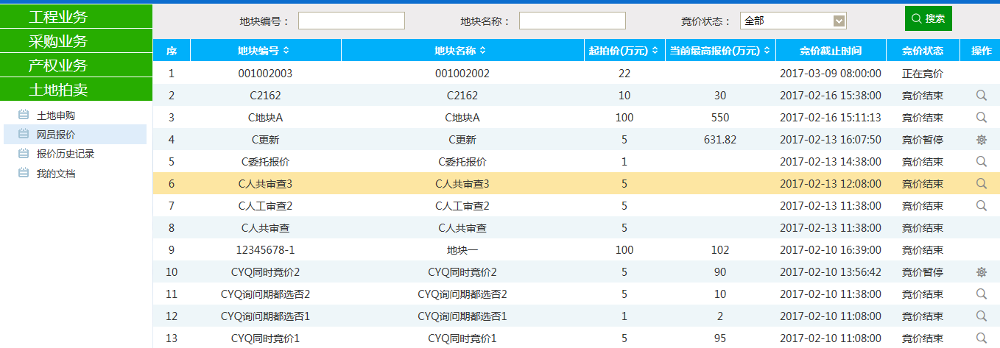 工程业务
采购业务
产权业务
土地拍卖
土地申购
网员报价
报价历史记录
我的文档
地块编号： 地块名称： 竞价状态： 全部 搜索
序 地块编号 地块名称 起拍价(万元) 当前最高报价(万元) 竞价截止时间 竞价状态 操作
1 001002003 001002002 22 2017-03-09 08:00:00 正在竞价
2 C2162 C2162 10 30 2017-02-16 15:38:00 竞价结束
3 C地块A C地块A 100 550 2017-02-16 15:11:13 竞价结束
4 C更新 C更新 5 631.82 2017-02-13 16:07:50 竞价暂停
5 C委托报价 C委托报价 1 2017-02-13 14:38:00 竞价结束
6 C人共审查3 C人共审查3 5 2017-02-13 12:08:00 竞价结束
7 C人工审查2 C人工审查2 5 2017-02-13 11:38:00 竞价结束
8 C人共审查 C人共审查 5 2017-02-13 11:38:00 竞价结束
9 12345678-1 地块一 100 102 2017-02-10 16:39:00 竞价结束
10 CYQ同时竞价2 CYQ同时竞价2 5 90 2017-02-10 13:56:42 竞价暂停
11 CYQ询问期都选否2 CYQ询问期都选否2 5 10 2017-02-10 11:38:00 竞价结束
12 CYQ询问期都选否1 CYQ询问期都选否1 1 2 2017-02-10 11:08:00 竞价结束
13 CYQ同时竞价1 CYQ同时竞价1 5 95 2017-02-10 11:08:00 竞价结束